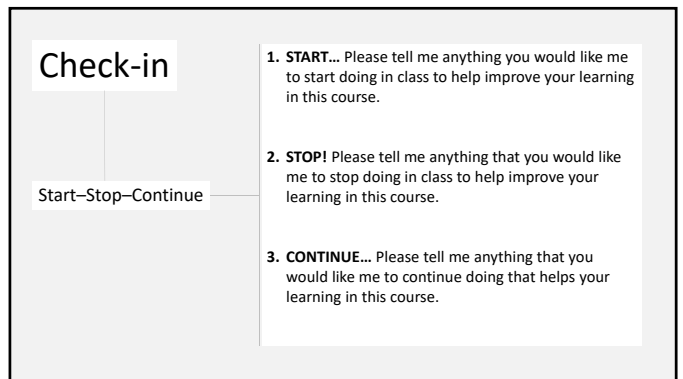 Check-in
Start–Stop–Continue
1. START... Please tell me anything you would like me
to start doing in class to help improve your learning
in this course.
2. STOP! Please tell me anything that you would like
me to stop doing in class to help improve your
learning in this course.
3. CONTINUE... Please tell me anything that you
would like me to continue doing that helps your
learning in this course.